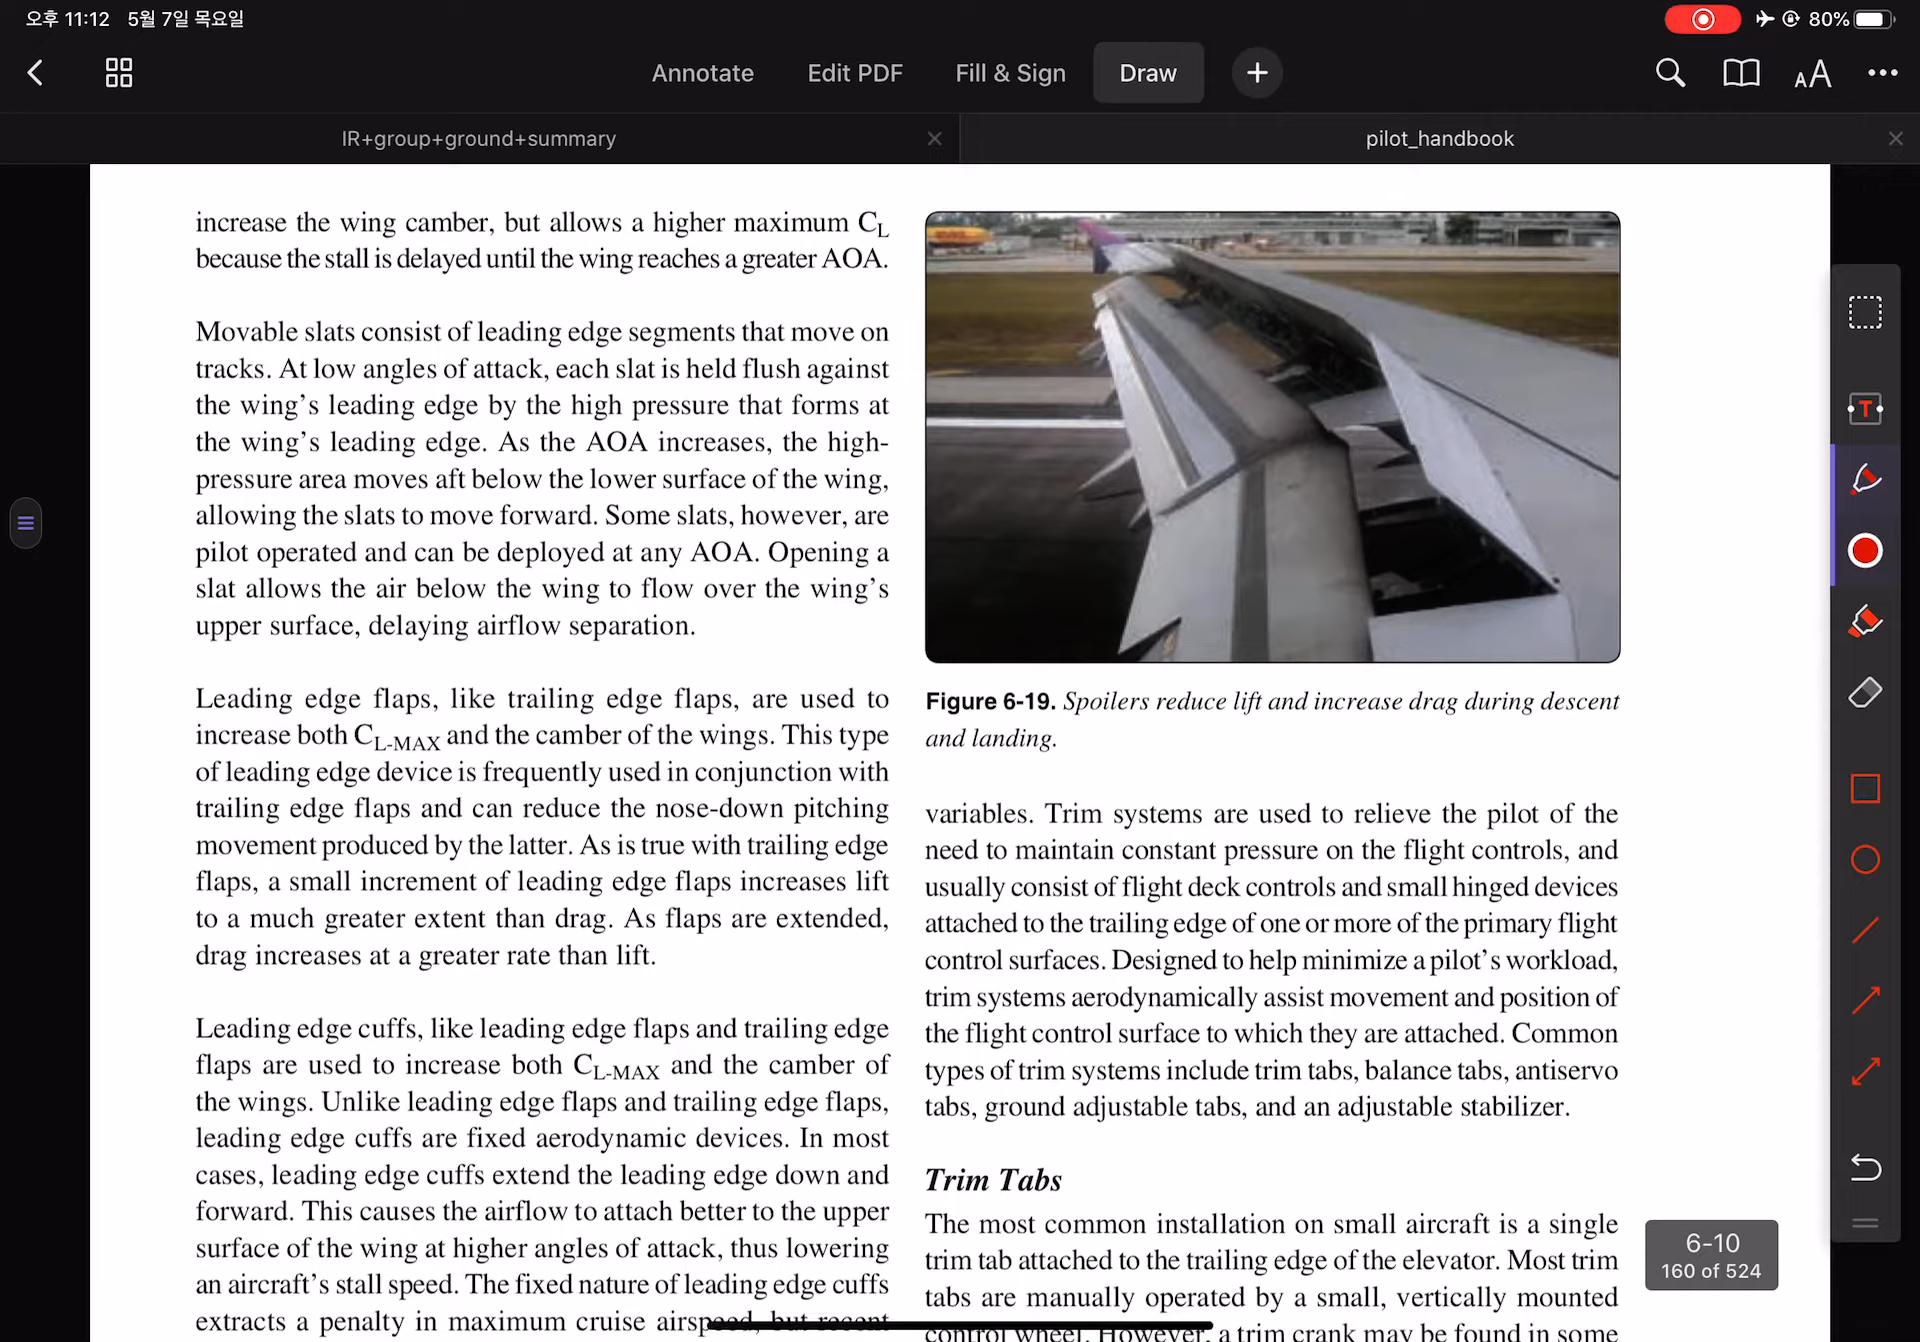 오후 11:12 5월 7일 목요일
80%
Annotate
Edit PDF
Fill & Sign
Draw
AA
IR+group+ground+summary
pilot_handbook
increase the wing camber, but allows a higher maximum CL
because the stall is delayed until the wing reaches a greater AOA.
Movable slats consist of leading edge segments that move on
tracks. At low angles of attack, each slat is held flush against
the wing’s leading edge by the high pressure that forms at
the wing’s leading edge. As the AOA increases, the high-
pressure area moves aft below the lower surface of the wing,
allowing the slats to move forward. Some slats, however, are
pilot operated and can be deployed at any AOA. Opening a
slat allows the air below the wing to flow over the wing’s
upper surface, delaying airflow separation.
Leading edge flaps, like trailing edge flaps, are used to
increase both CL-MAX and the camber of the wings. This type
of leading edge device is frequently used in conjunction with
trailing edge flaps and can reduce the nose-down pitching
movement produced by the latter. As is true with trailing edge
flaps, a small increment of leading edge flaps increases lift
to a much greater extent than drag. As flaps are extended,
drag increases at a greater rate than lift.
Leading edge cuffs, like leading edge flaps and trailing edge
flaps are used to increase both CL-MAX and the camber of
the wings. Unlike leading edge flaps and trailing edge flaps,
leading edge cuffs are fixed aerodynamic devices. In most
cases, leading edge cuffs extend the leading edge down and
forward. This causes the airflow to attach better to the upper
surface of the wing at higher angles of attack, thus lowering
an aircraft’s stall speed. The fixed nature of leading edge cuffs
extracts a penalty in maximum cruise airspeed, but recent
Figure 6-19. Spoilers reduce lift and increase drag during descent
and landing.
variables. Trim systems are used to relieve the pilot of the
need to maintain constant pressure on the flight controls, and
usually consist of flight deck controls and small hinged devices
attached to the trailing edge of one or more of the primary flight
control surfaces. Designed to help minimize a pilot’s workload,
trim systems aerodynamically assist movement and position of
the flight control surface to which they are attached. Common
types of trim systems include trim tabs, balance tabs, antiservo
tabs, ground adjustable tabs, and an adjustable stabilizer.
Trim Tabs
The most common installation on small aircraft is a single
trim tab attached to the trailing edge of the elevator. Most trim
tabs are manually operated by a small, vertically mounted
control wheel. However, a trim crank may be found in some
T
6-10
160 of 524